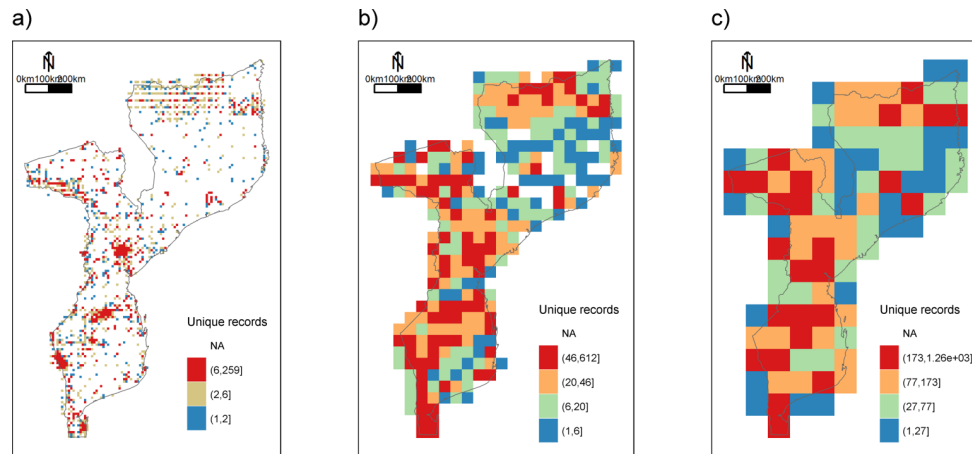 a)
N
0km100km200km
Unique records
NA
(6,259]
(2,6]
(1,2]
b)
N
0km100km200km
Unique records
NA
(46,612]
(20,46]
(6,20]
(1,6]
c)
N
0km100km200km
Unique records
NA
(173,1.26e+03]
(77,173]
(27,77]
(1,27]